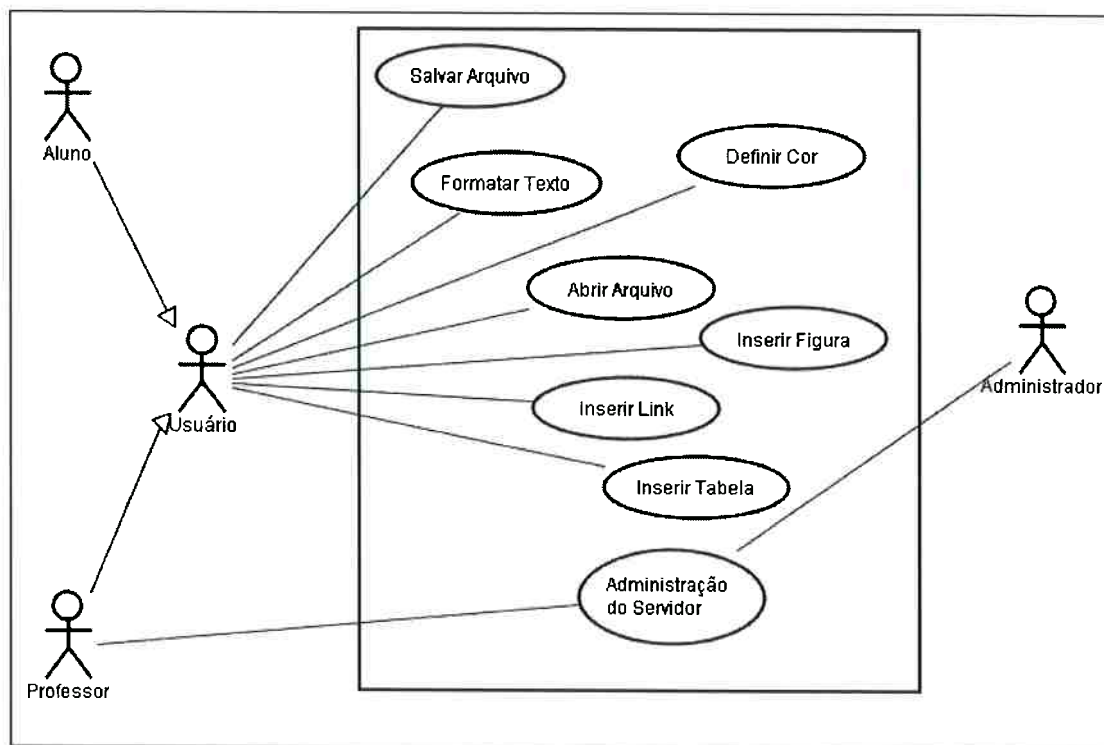 Salvar Arquivo
Aluno
Formatar Texto
Definir Cor
Abrir Arquivo
Inserir Figura
Administrador
Usuário
Inserir Link
Inserir Tabela
Administração
do Servidor
Professor